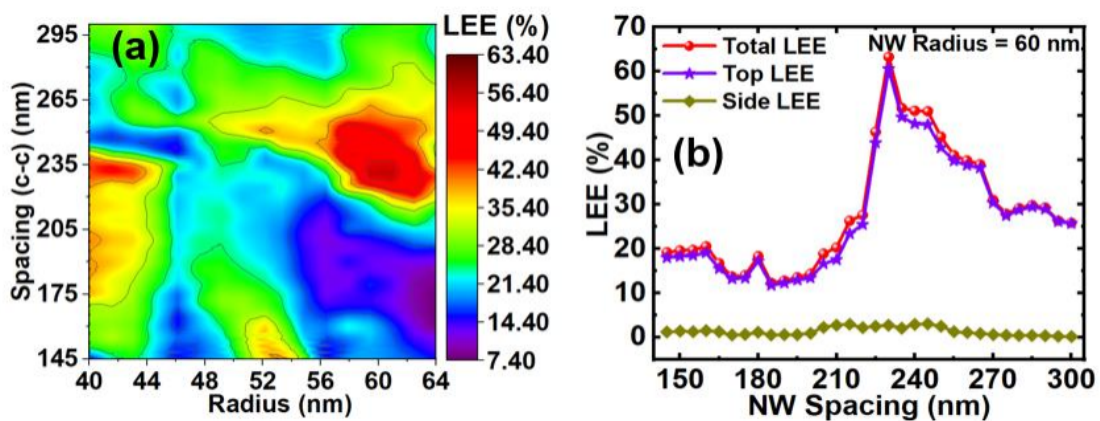 (a)
LEE (%)
295
265
235
205
175
145
Spacing (c-c) (nm)
40 44 48 52 56 60 64
Radius (nm)
63.40
56.40
49.40
42.40
35.40
28.40
21.40
14.40
7.40
70
60
50
40
30
20
10
0
LEE (%)
Total LEE
Top LEE
Side LEE
NW Radius = 60 nm
(b)
150 180 210 240 270 300
NW Spacing (nm)